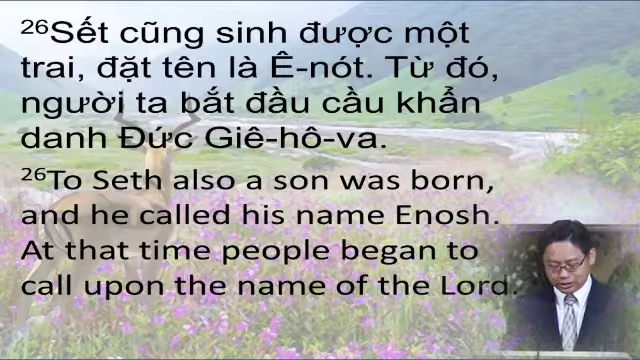 26Sết cũng sinh được một
trai, đặt tên là Ê-nót. Từ đó,
người ta bắt đầu cầu khẩn
danh Đức Giê-hô-va.
26To Seth also a son was born,
and he called his name Enosh.
At that time people began to
call upon the name of the Lord.